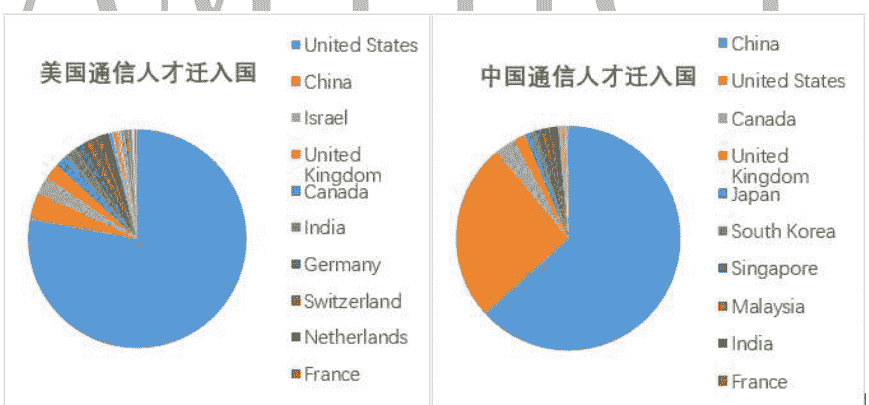 美国通信人才迁入国
United States
China
Israel
United
Kingdom
Canada
India
Germany
Switzerland
Netherlands
France
中国通信人才迁入国
China
United States
Canada
United
Kingdom
Japan
South Korea
Singapore
Malaysia
India
France